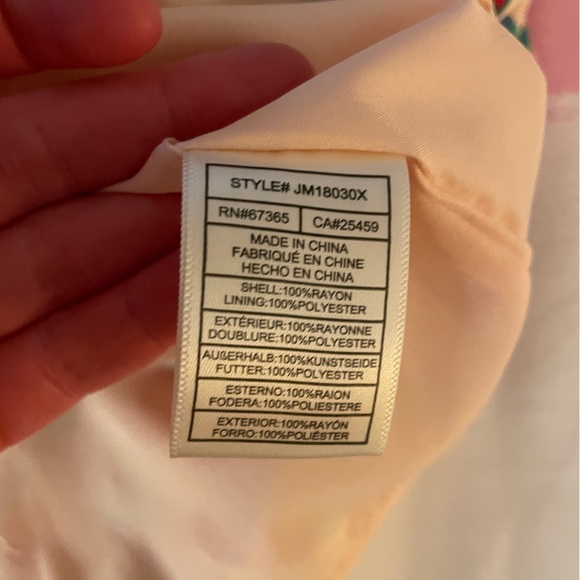 STYLE# JM18030X
RN#67365 CA#25459
MADE IN CHINA
FABRIQUÉ EN CHINE
HECHO EN CHINA
SHELL:100%RAYON
LINING:100%POLYESTER
EXTÉRIEUR:100%RAYONNE
DOUBLURE:100%POLYESTER
AUßERHALB:100%KUNSTSEIDE
FUTTER:100%POLYESTER
ESTERNO:100%RAION
FODERA:100%POLIESTERE
EXTERIOR:100%RAYÓN
FORRO:100%POLIÉSTER